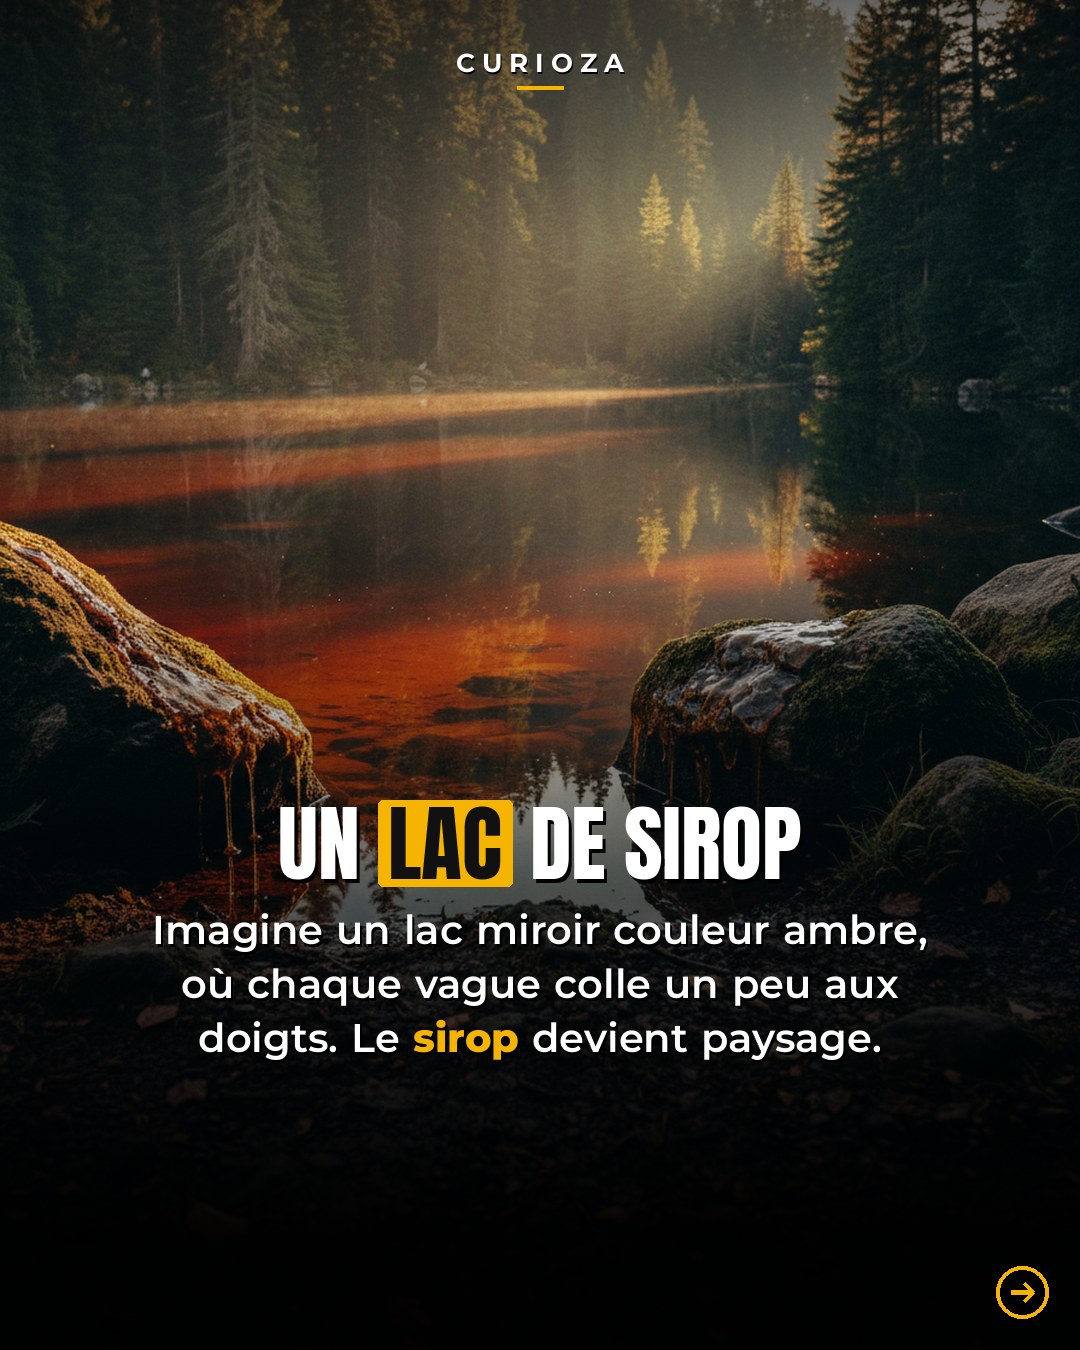 CURIOZA
UN LAC DE SIROP
Imagine un lac miroir couleur ambre,
où chaque vague colle un peu aux
doigts. Le sirop devient paysage.